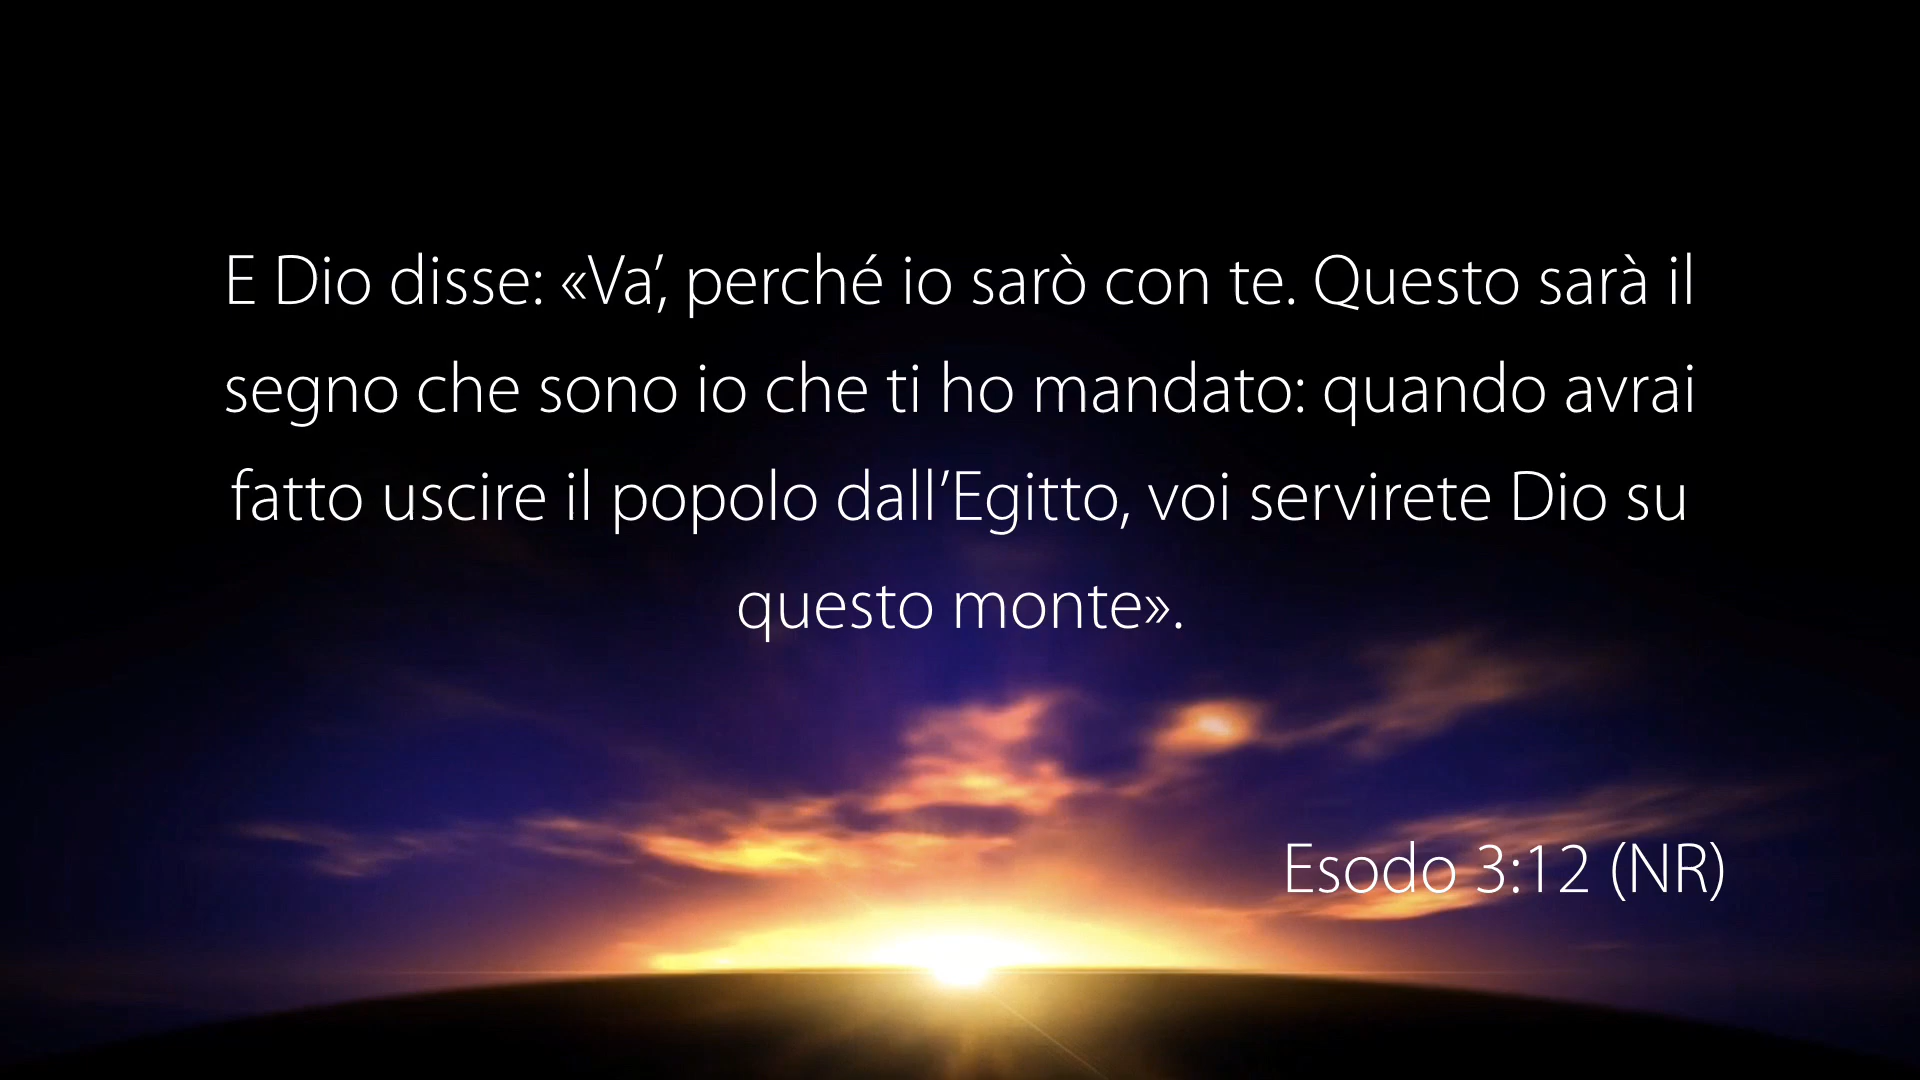 E Dio disse: «Va’, perché io sarò con te. Questo sarà il
segno che sono io che ti ho mandato: quando avrai
fatto uscire il popolo dall’Egitto, voi servirete Dio su
questo monte».
Esodo 3:12 (NR)